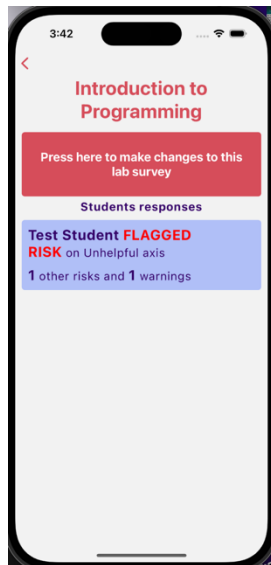 3:42
Introduction to
Programming
Press here to make changes to this
lab survey
Students responses
Test Student FLAGGED
RISK on Unhelpful axis
1 other risks and 1 warnings